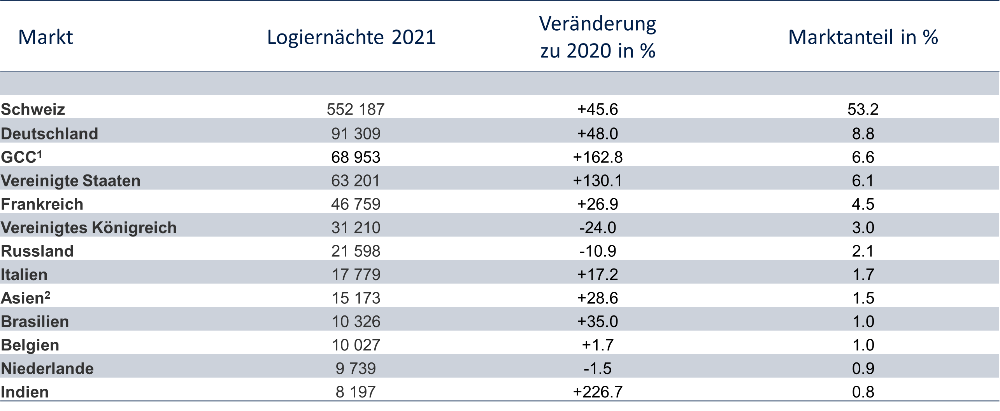 Markt Logiernächte 2021 Veränderung zu 2020 in % Marktanteil in %
Schweiz 552 187 +45.6 53.2
Deutschland 91 309 +48.0 8.8
GCC¹ 68 953 +162.8 6.6
Vereinigte Staaten 63 201 +130.1 6.1
Frankreich 46 759 +26.9 4.5
Vereinigtes Königreich 31 210 -24.0 3.0
Russland 21 598 -10.9 2.1
Italien 17 779 +17.2 1.7
Asien² 15 173 +28.6 1.5
Brasilien 10 326 +35.0 1.0
Belgien 10 027 +1.7 1.0
Niederlande 9 739 -1.5 0.9
Indien 8 197 +226.7 0.8